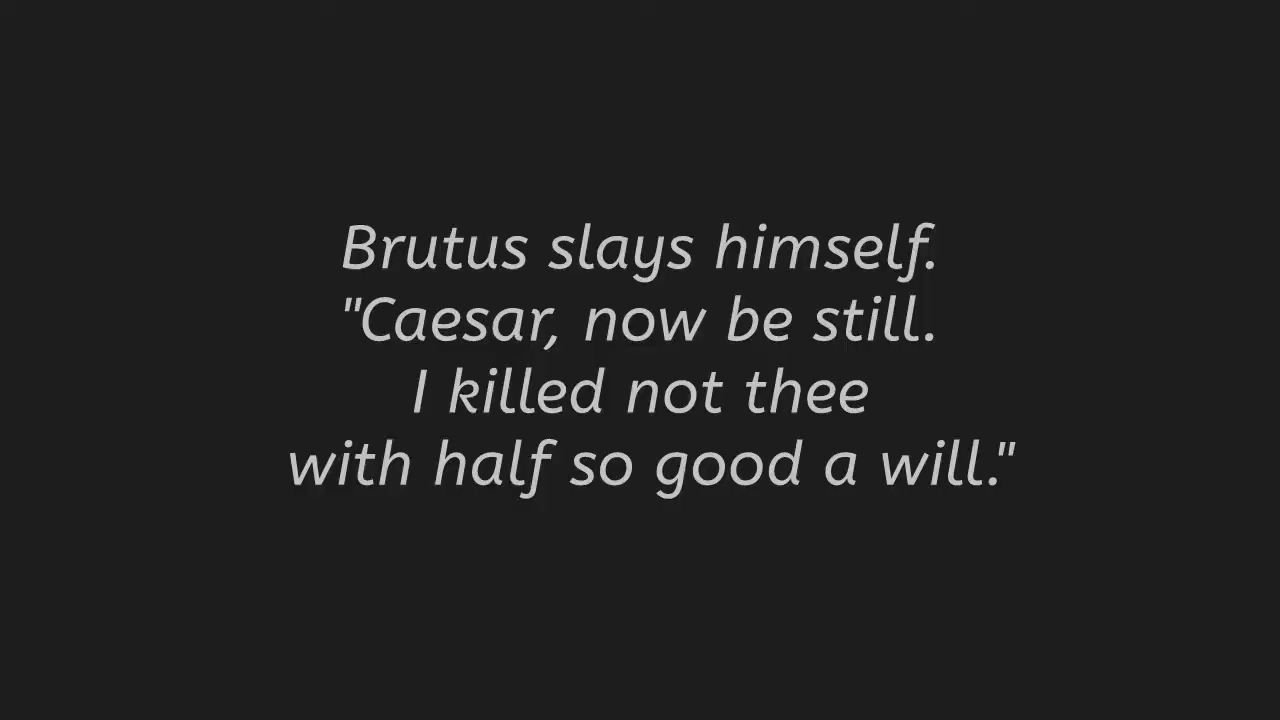 Brutus slays himself.
"Caesar, now be still.
I killed not thee
with half so good a will."